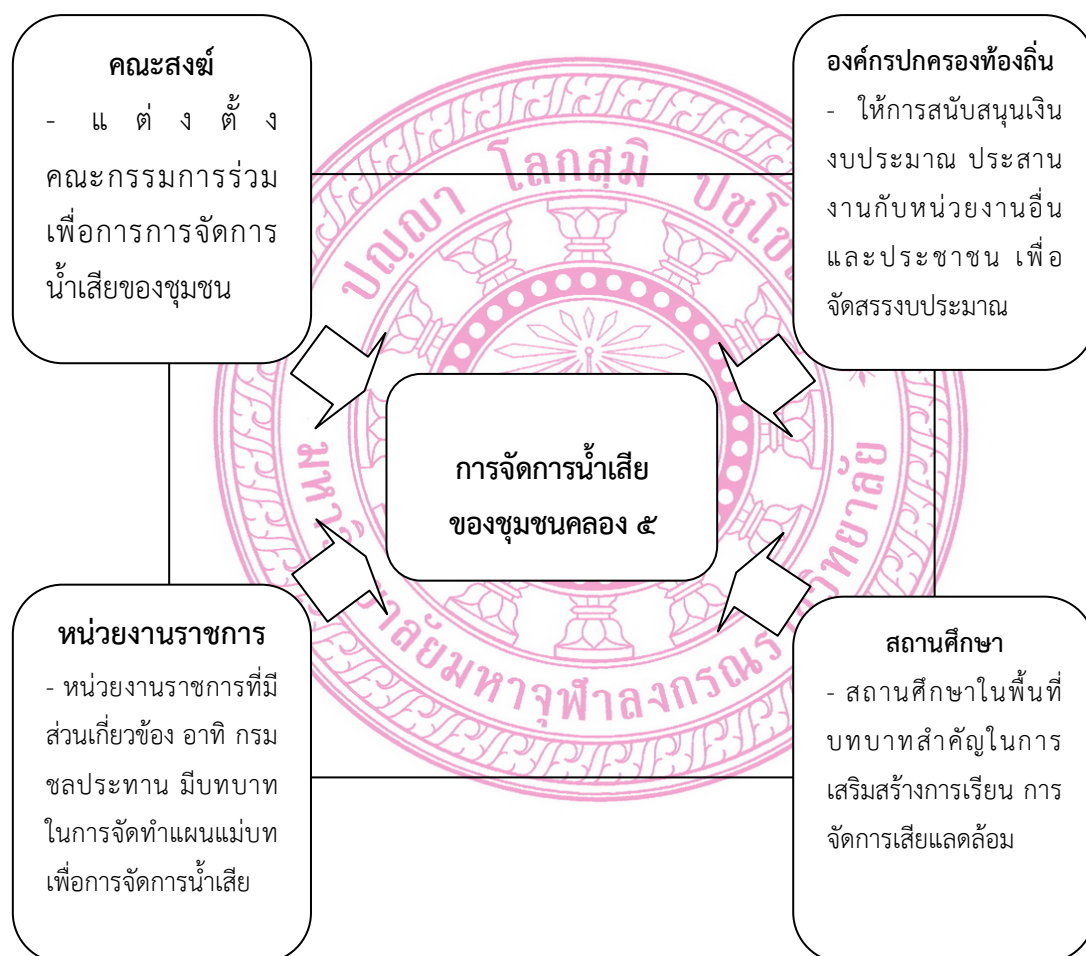 คณะสงฆ์
- แ ต่ ง ตั้ ง
คณะกรรมการร่วม
เพื่อการการจัดการ
น้ำเสียของชุมชน
องค์กรปกครองท้องถิ่น
- ให้การสนับสนุนเงิน
งบประมาณ ประสาน
งานกับหน่วยงานอื่น
และประชาชน เพื่อ
จัดสรรงบประมาณ
ปญฺญา โลกสฺมิ
การจัดการน้ำเสีย
ของชุมชนคลอง ๕
หน่วยงานราชการ
- หน่วยงานราชการที่มี
ส่วนเกี่ยวข้อง อาทิ กรม
ชลประทาน มีบทบาท
ในการจัดทำแผนแม่บท
เพื่อการจัดการน้ำเสีย
สถานศึกษา
- สถานศึกษาในพื้นที่
บทบาทสำคัญในการ
เสริมสร้างการเรียน การ
จัดการเสียแลดล้อม